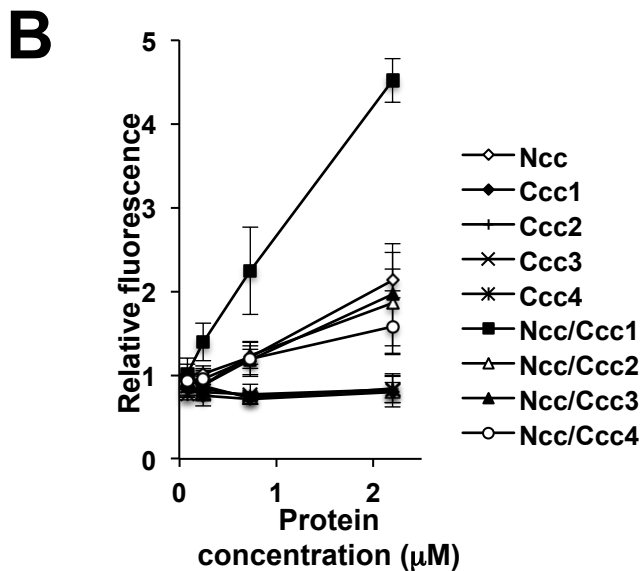 B
Relative fluorescence
5
4
3
2
1
0
0
1
2
Protein
concentration (μM)
Ncc
Ccc1
Ccc2
Ccc3
Ccc4
Ncc/Ccc1
Ncc/Ccc2
Ncc/Ccc3
Ncc/Ccc4